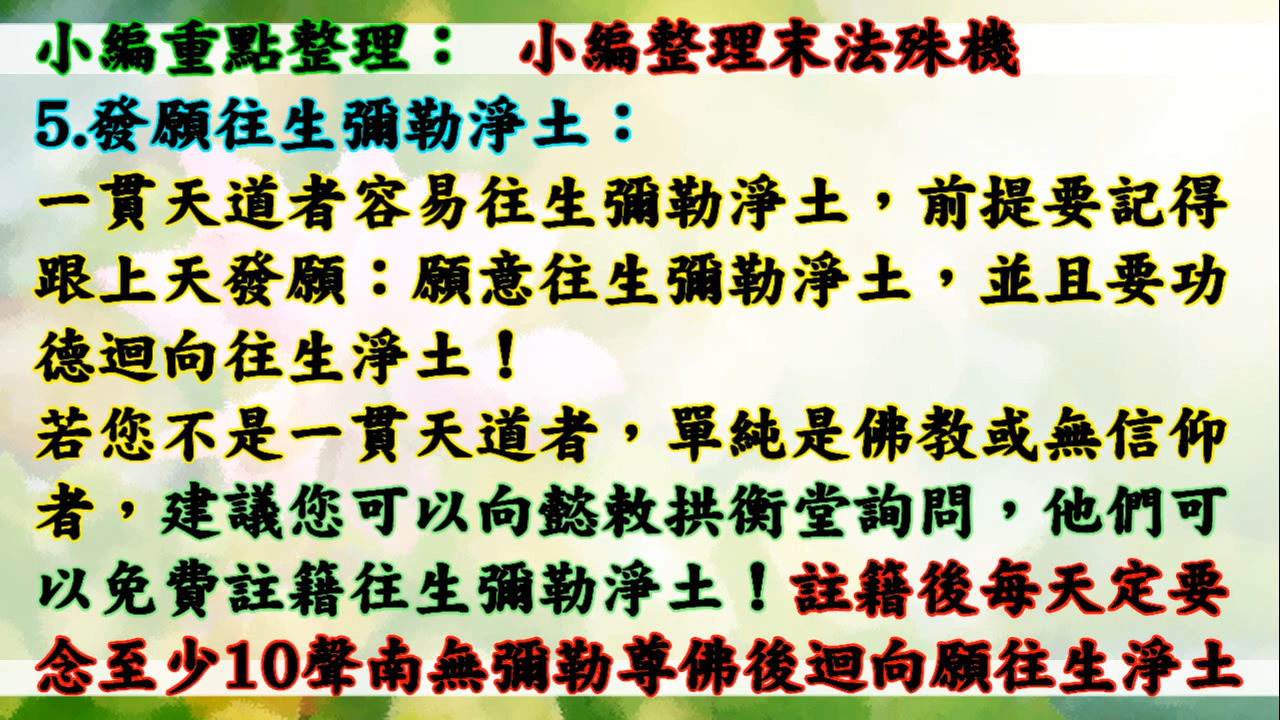 小編重點整理： 小編整理末法殊機
5.發願往生彌勒淨土：
一貫天道者容易往生彌勒淨土，前提要記得
跟上天發願：願意往生彌勒淨土，並且要功
德迴向往生淨土！
若您不是一貫天道者，單純是佛教或無信仰
者，建議您可以向懿敕拱衡堂詢問，他們可
以免費註籍往生彌勒淨土！註籍後每天定要
念至少10聲南無彌勒尊佛後迴向願往生淨土